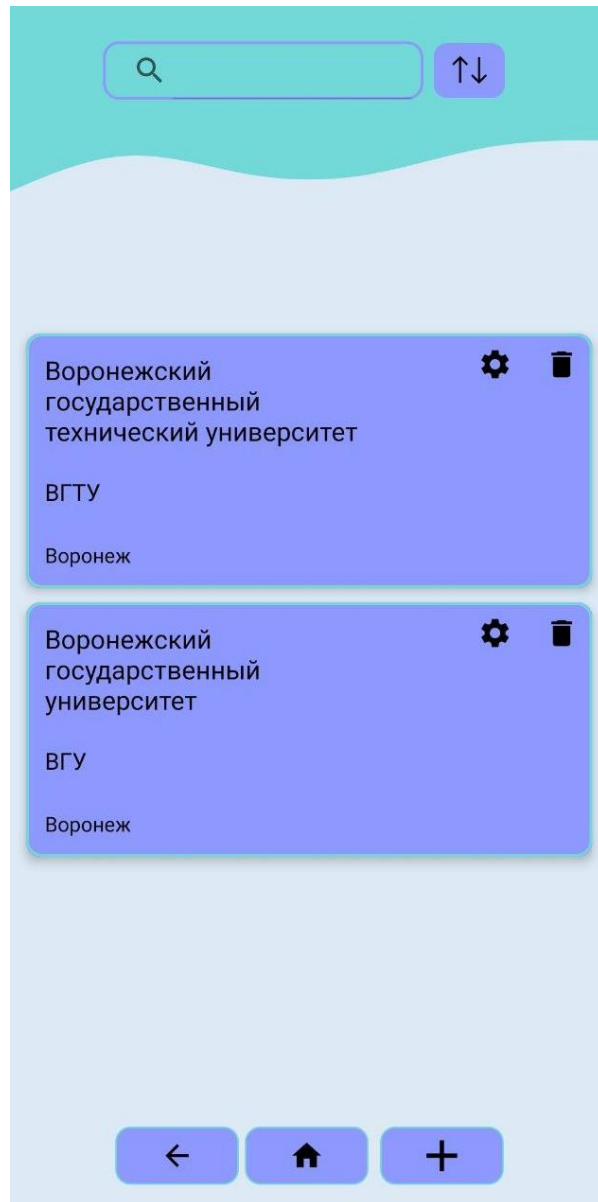 Воронежский
государственный
технический университет
ВГТУ
Воронеж
Воронежский
государственный
университет
ВГУ
Воронеж